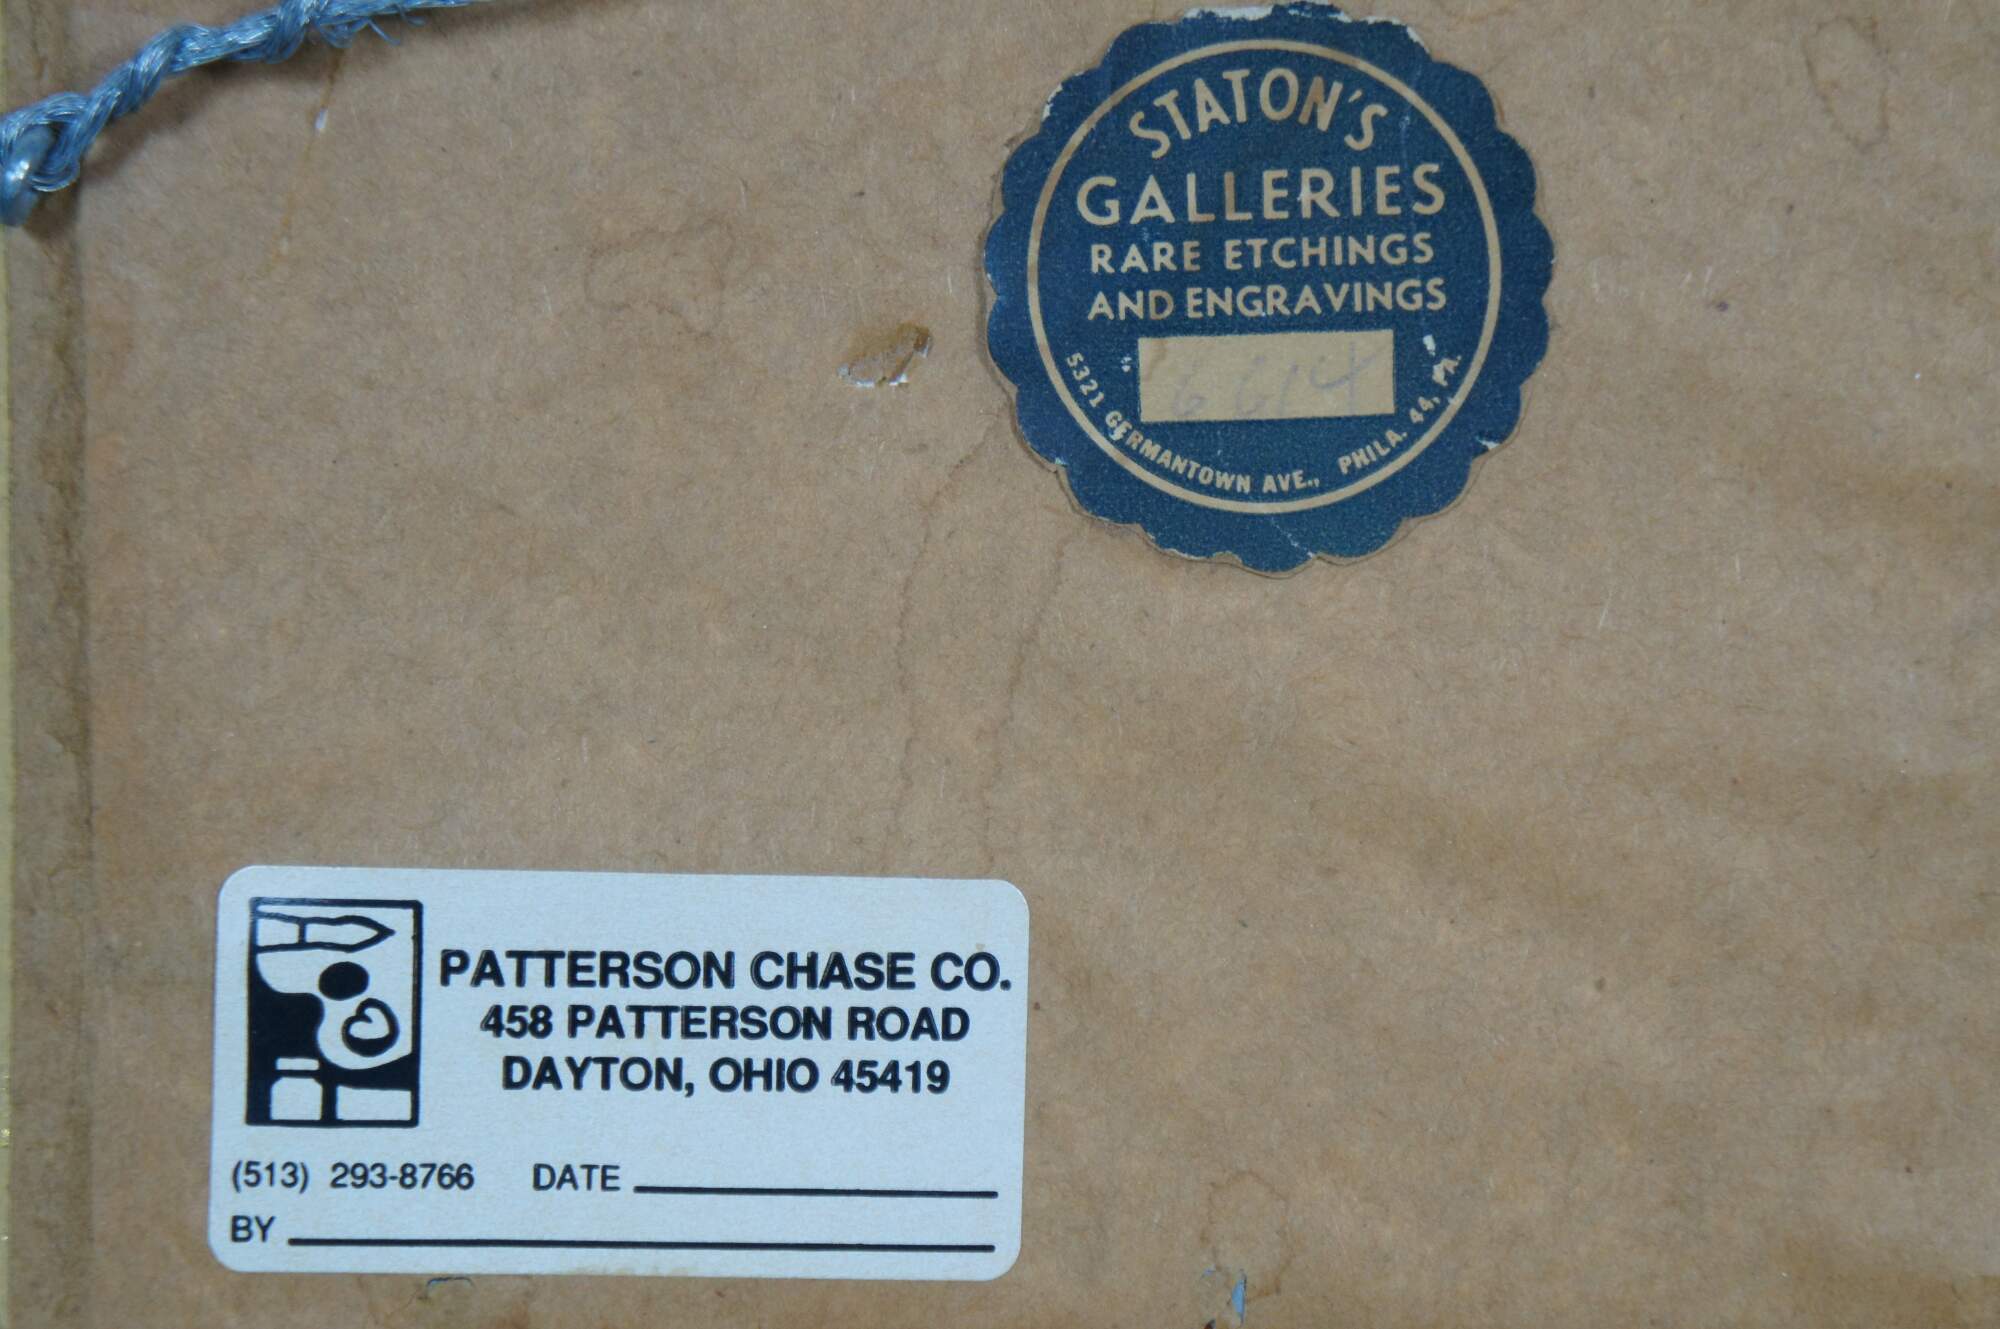 STATON'S
GALLERIES
RARE ETCHINGS
AND ENGRAVINGS
6614
5321 GERMANTOWN AVE., PHILA. 44, PA.
PATTERSON CHASE CO.
458 PATTERSON ROAD
DAYTON, OHIO 45419
(513) 293-8766 DATE
BY